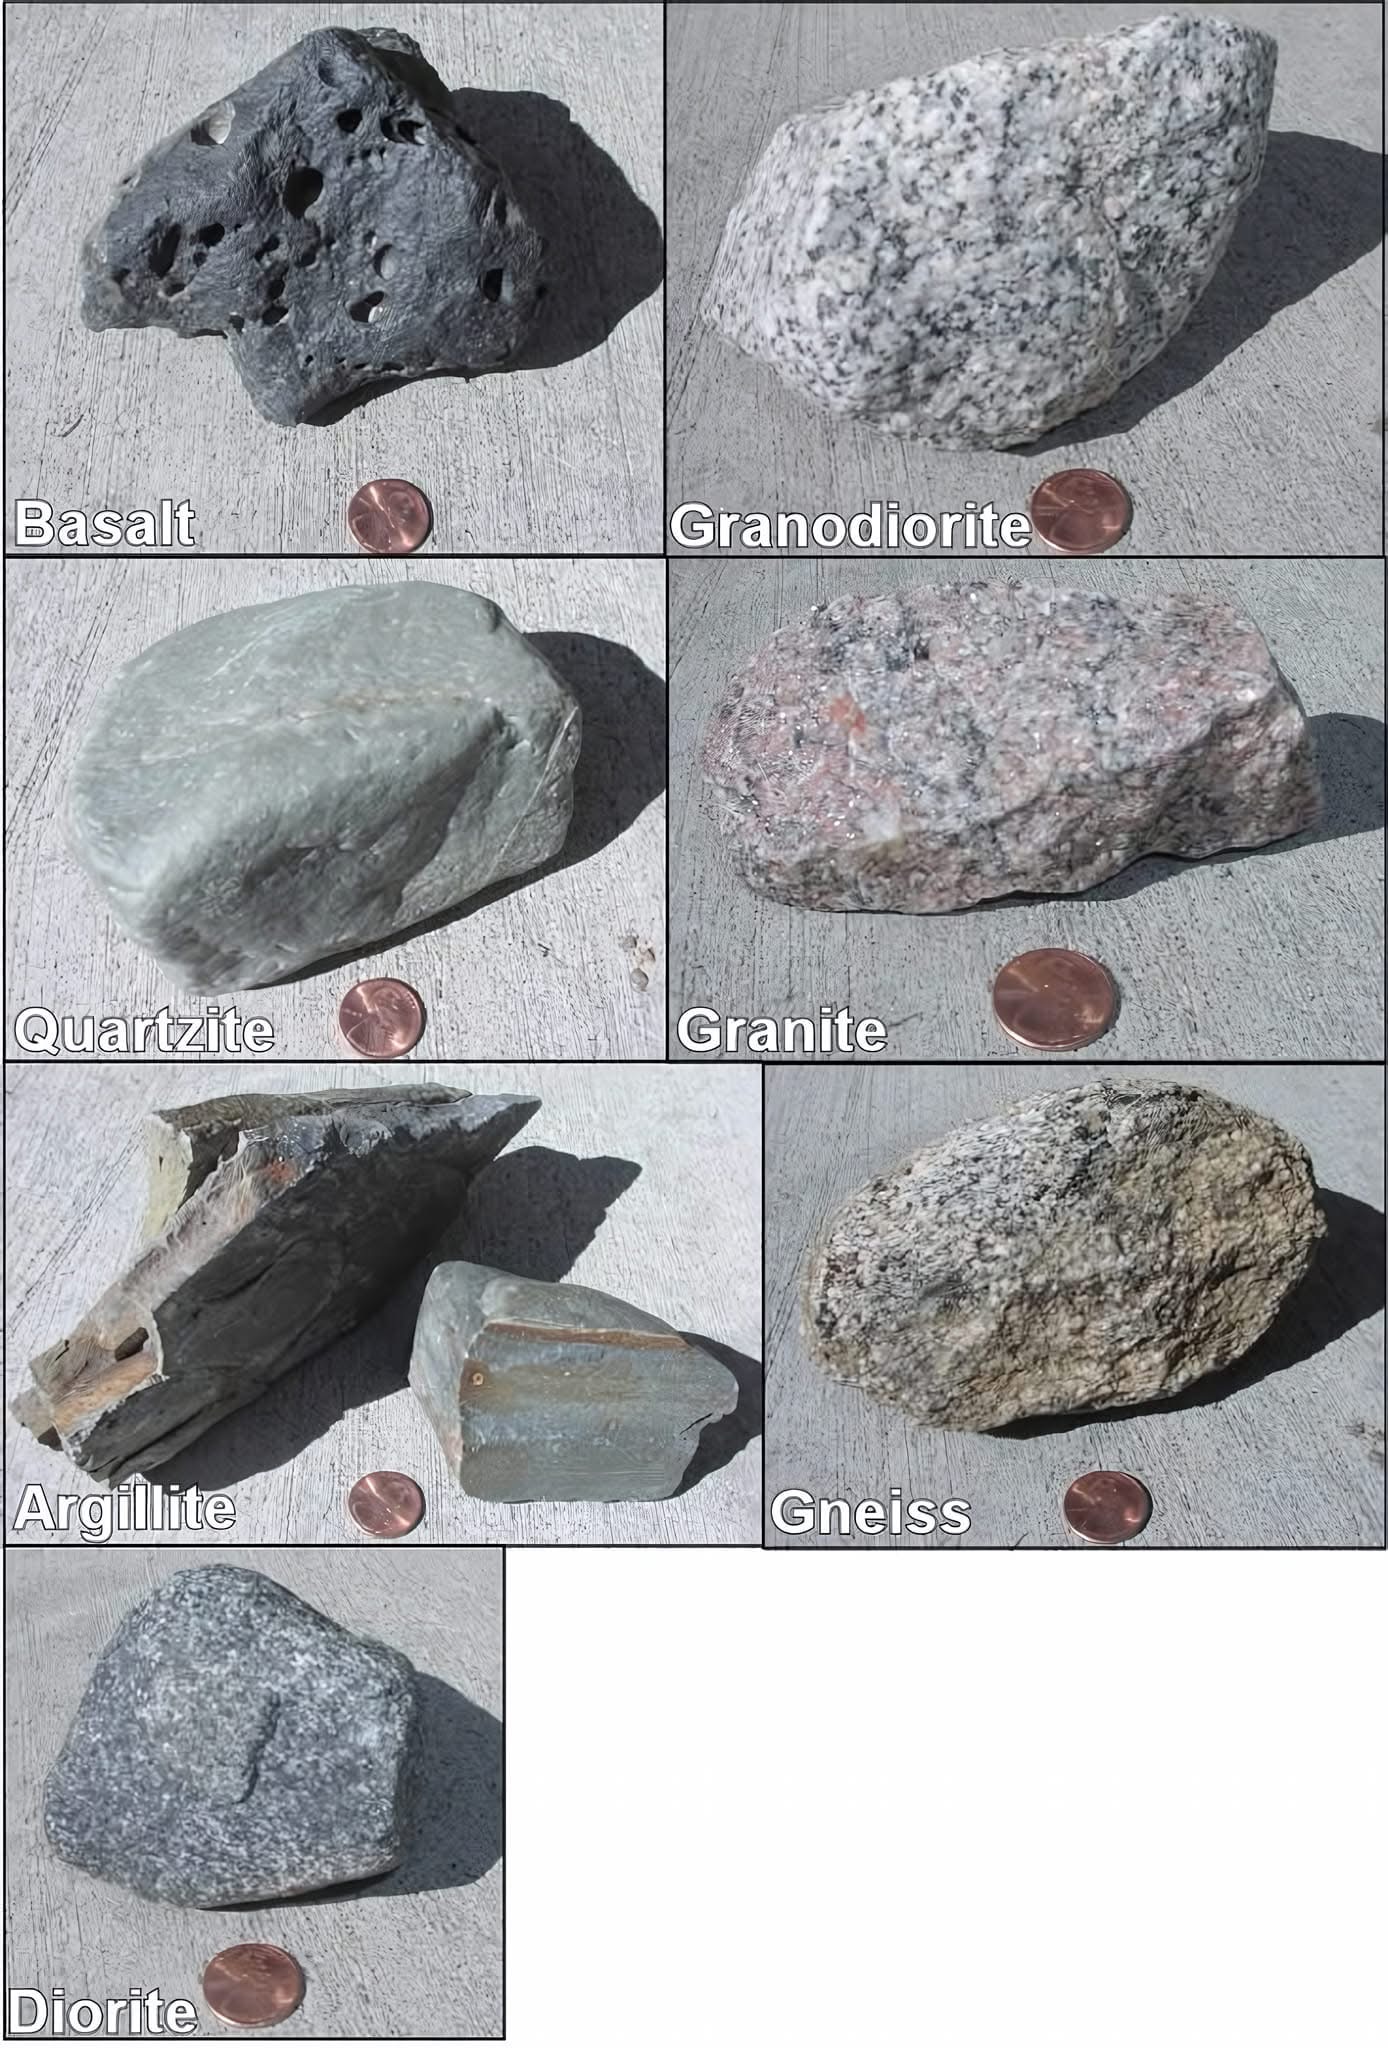 Basalt
Granodiorite
Quartzite
Granite
Argillite
Gneiss
Diorite